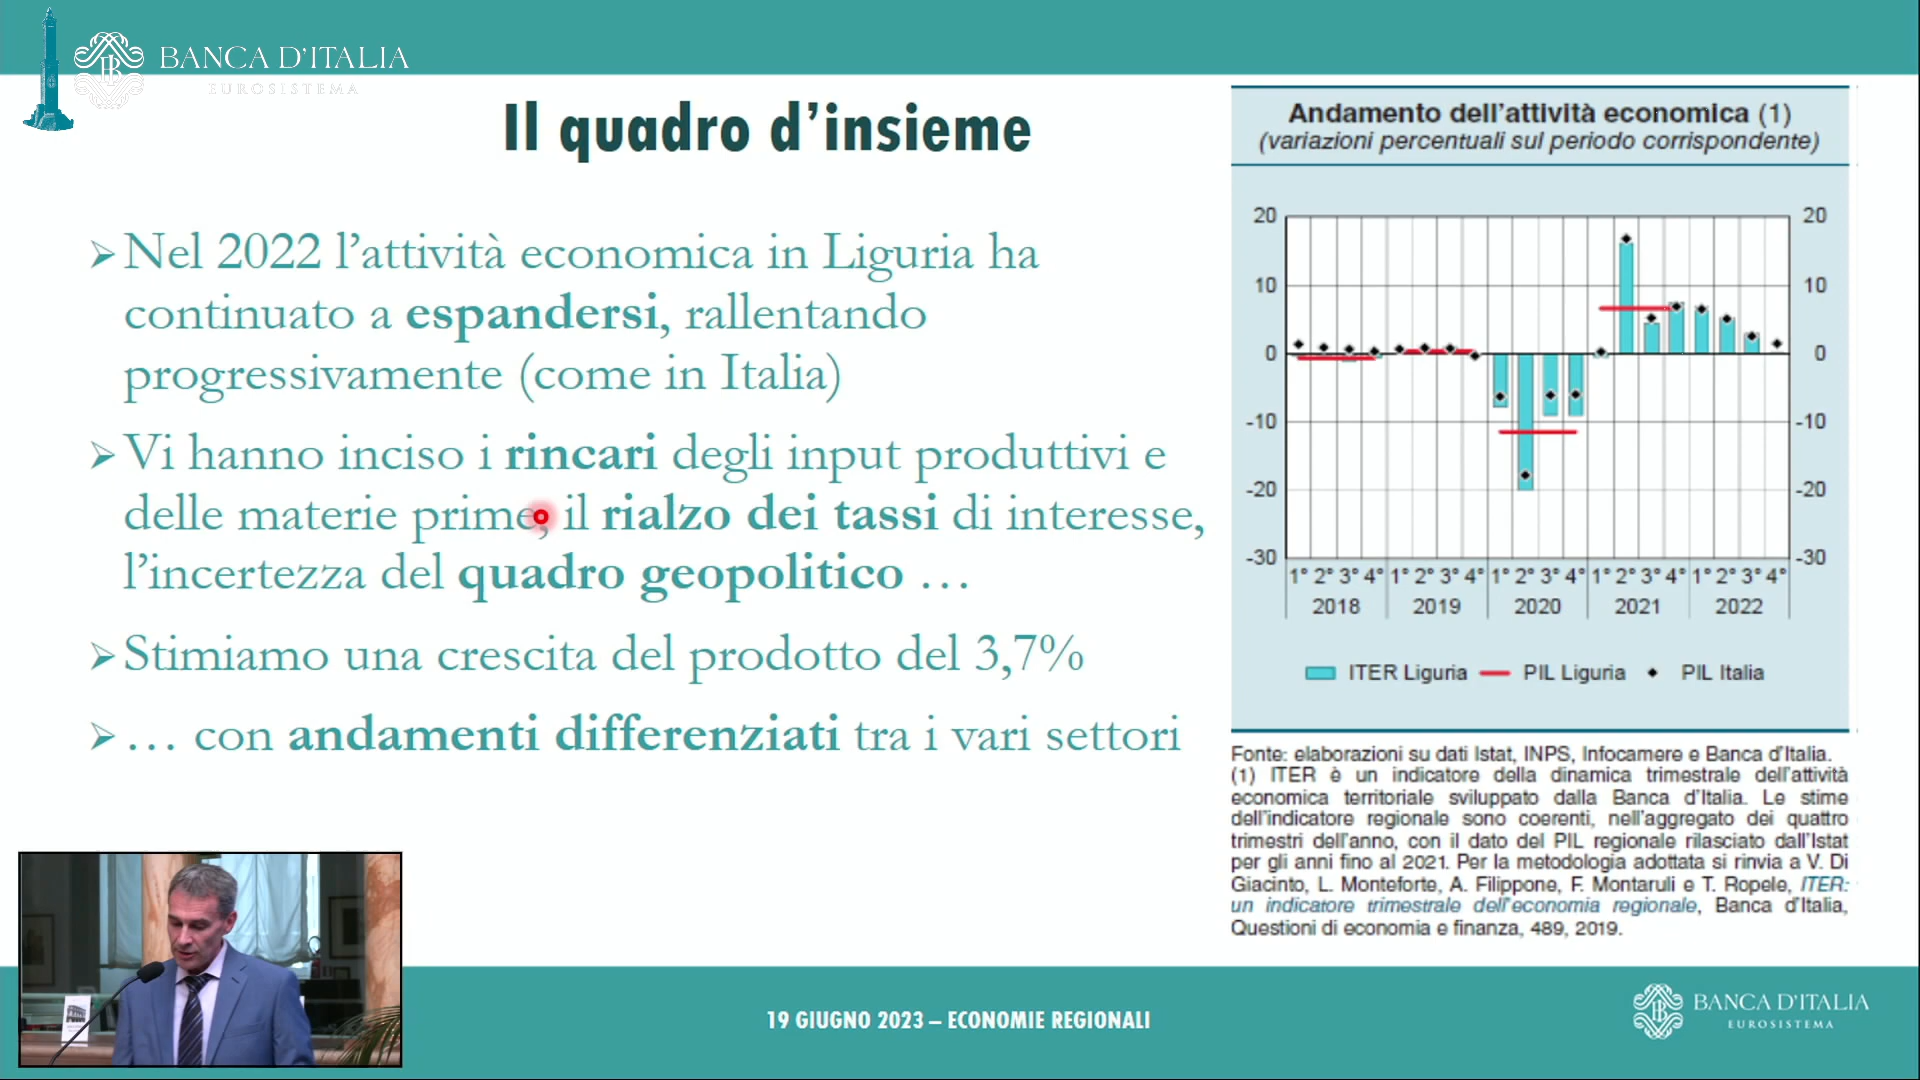 BANCA D'ITALIA
EUROSISTEMA
Il quadro d'insieme
Nel 2022 l'attività economica in Liguria ha
continuato a espandersi, rallentando
progressivamente (come in Italia)
Vi hanno inciso i rincari degli input produttivi e
delle materie prime, il rialzo dei tassi di interesse,
l'incertezza del quadro geopolitico …
Stimiamo una crescita del prodotto del 3,7%
… con andamenti differenziati tra i vari settori
Andamento dell'attività economica (1)
(variazioni percentuali sul periodo corrispondente)
20 20
10 10
0 0
-10 -10
-20 -20
-30 -30
1° 2° 3° 4° 1° 2° 3° 4° 1° 2° 3° 4° 1° 2° 3° 4° 1° 2° 3° 4°
2018 2019 2020 2021 2022
ITER Liguria PIL Liguria PIL Italia
Fonte: elaborazioni su dati Istat, INPS, Infocamere e Banca d'Italia.
(1) ITER è un indicatore della dinamica trimestrale dell'attività
economica territoriale sviluppato dalla Banca d'Italia. Le stime
dell'indicatore regionale sono coerenti, nell'aggregato dei quattro
trimestri dell'anno, con il dato del PIL regionale rilasciato dall'Istat
per gli anni fino al 2021. Per la metodologia adottata si rinvia a V. Di
Giacinto, L. Monteforte, A. Filippone, F. Montaruli e T. Ropele, ITER:
un indicatore trimestrale dell'economia regionale, Banca d'Italia,
Questioni di economia e finanza, 489, 2019.
19 GIUGNO 2023 – ECONOMIE REGIONALI
BANCA D'ITALIA
EUROSISTEMA